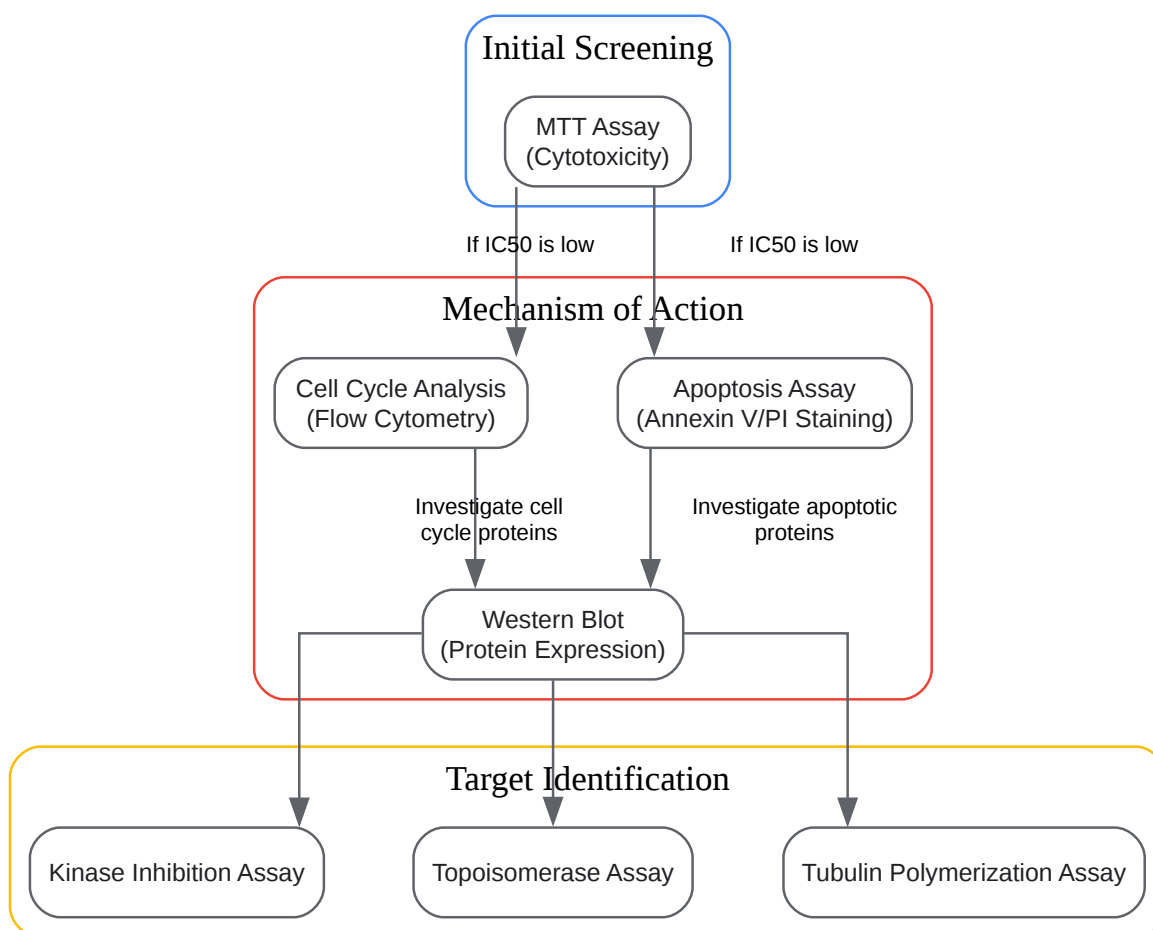 Initial Screening
MTT Assay
(Cytotoxicity)
If IC50 is low
If IC50 is low
Mechanism of Action
Cell Cycle Analysis
(Flow Cytometry)
Apoptosis Assay
(Annexin V/PI Staining)
Investigate cell
cycle proteins
Investigate apoptotic
proteins
Western Blot
(Protein Expression)
Target Identification
Kinase Inhibition Assay
Topoisomerase Assay
Tubulin Polymerization Assay